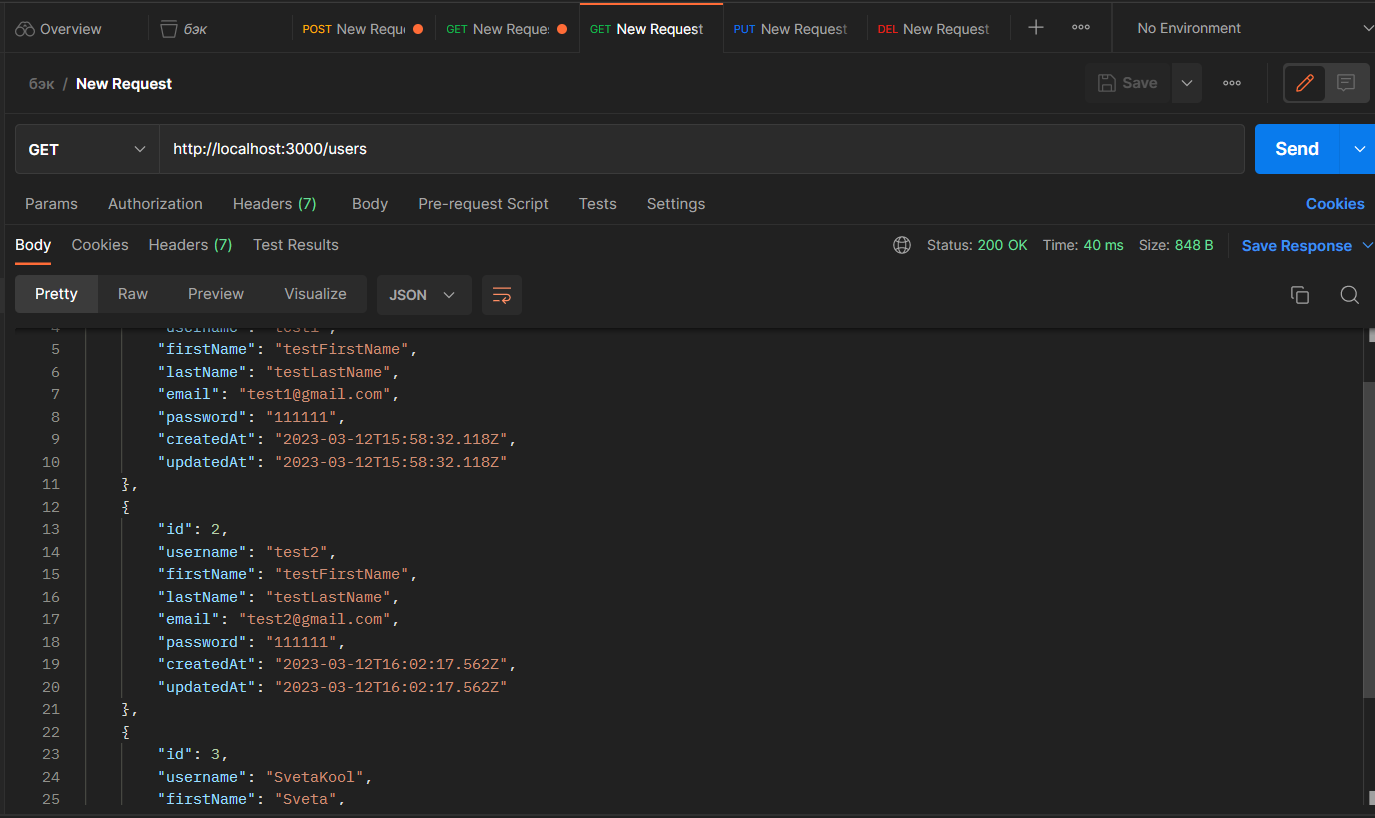 Overview бэк POST New Requ GET New Reque GET New Request PUT New Request DEL New Request No Environment
бэк / New Request Save
GET http://localhost:3000/users Send
Params Authorization Headers (7) Body Pre-request Script Tests Settings Cookies
Body Cookies Headers (7) Test Results Status: 200 OK Time: 40 ms Size: 848 B Save Response
Pretty Raw Preview Visualize JSON
4 "username": "test1",
5 "firstName": "testFirstName",
6 "lastName": "testLastName",
7 "email": "test1@gmail.com",
8 "password": "111111",
9 "createdAt": "2023-03-12T15:58:32.118Z",
10 "updatedAt": "2023-03-12T15:58:32.118Z"
11 },
12 {
13 "id": 2,
14 "username": "test2",
15 "firstName": "testFirstName",
16 "lastName": "testLastName",
17 "email": "test2@gmail.com",
18 "password": "111111",
19 "createdAt": "2023-03-12T16:02:17.562Z",
20 "updatedAt": "2023-03-12T16:02:17.562Z"
21 },
22 {
23 "id": 3,
24 "username": "SvetaKool",
25 "firstName": "Sveta",